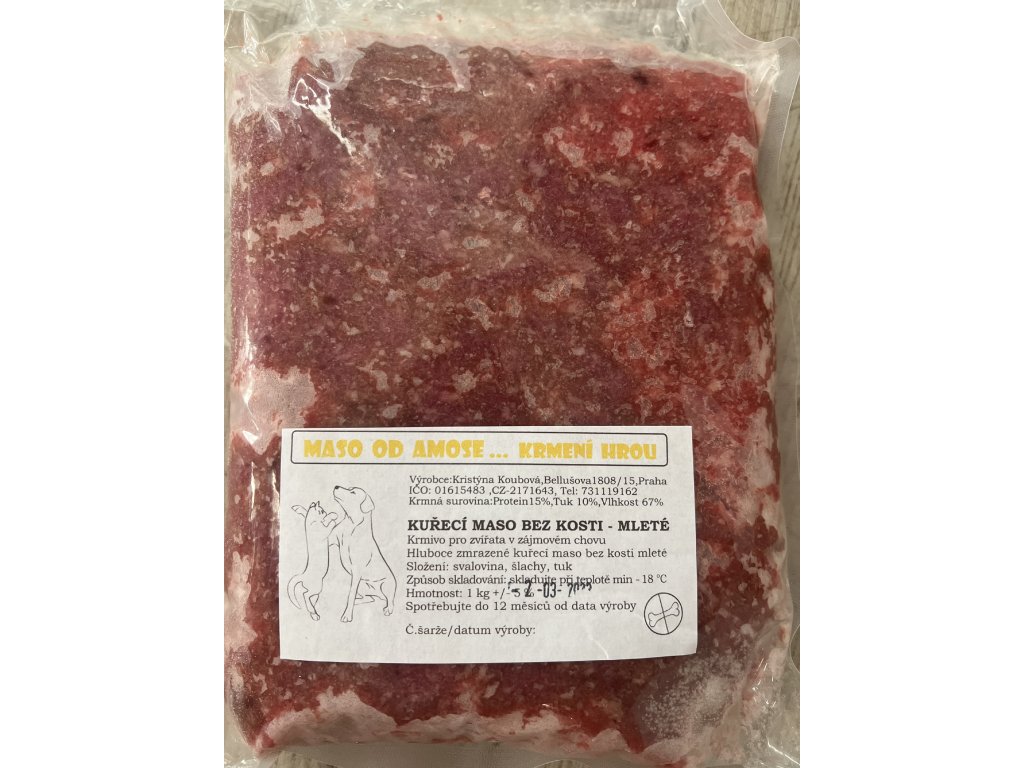 MASO OD AMOSE ... KRMENÍ HROU
Výrobce:Kristýna Koubová,Bellušova1808/15,Praha
IČO: 01615483 ,CZ-2171643, Tel: 731119162
Krmná surovina:Protein15%,Tuk 10%,Vlhkost 67%
KUŘECÍ MASO BEZ KOSTI - MLETÉ
Krmivo pro zvířata v zájmovém chovu
Hluboce zmrazené kuřecí maso bez kosti mleté
Složení: svalovina, šlachy, tuk
Způsob skladování: skladujte při teplotě min - 18 °C
Hmotnost: 1 kg +/- 5 %
Spotřebujte do 12 měsíců od data výroby
Č.šarže/datum výroby: